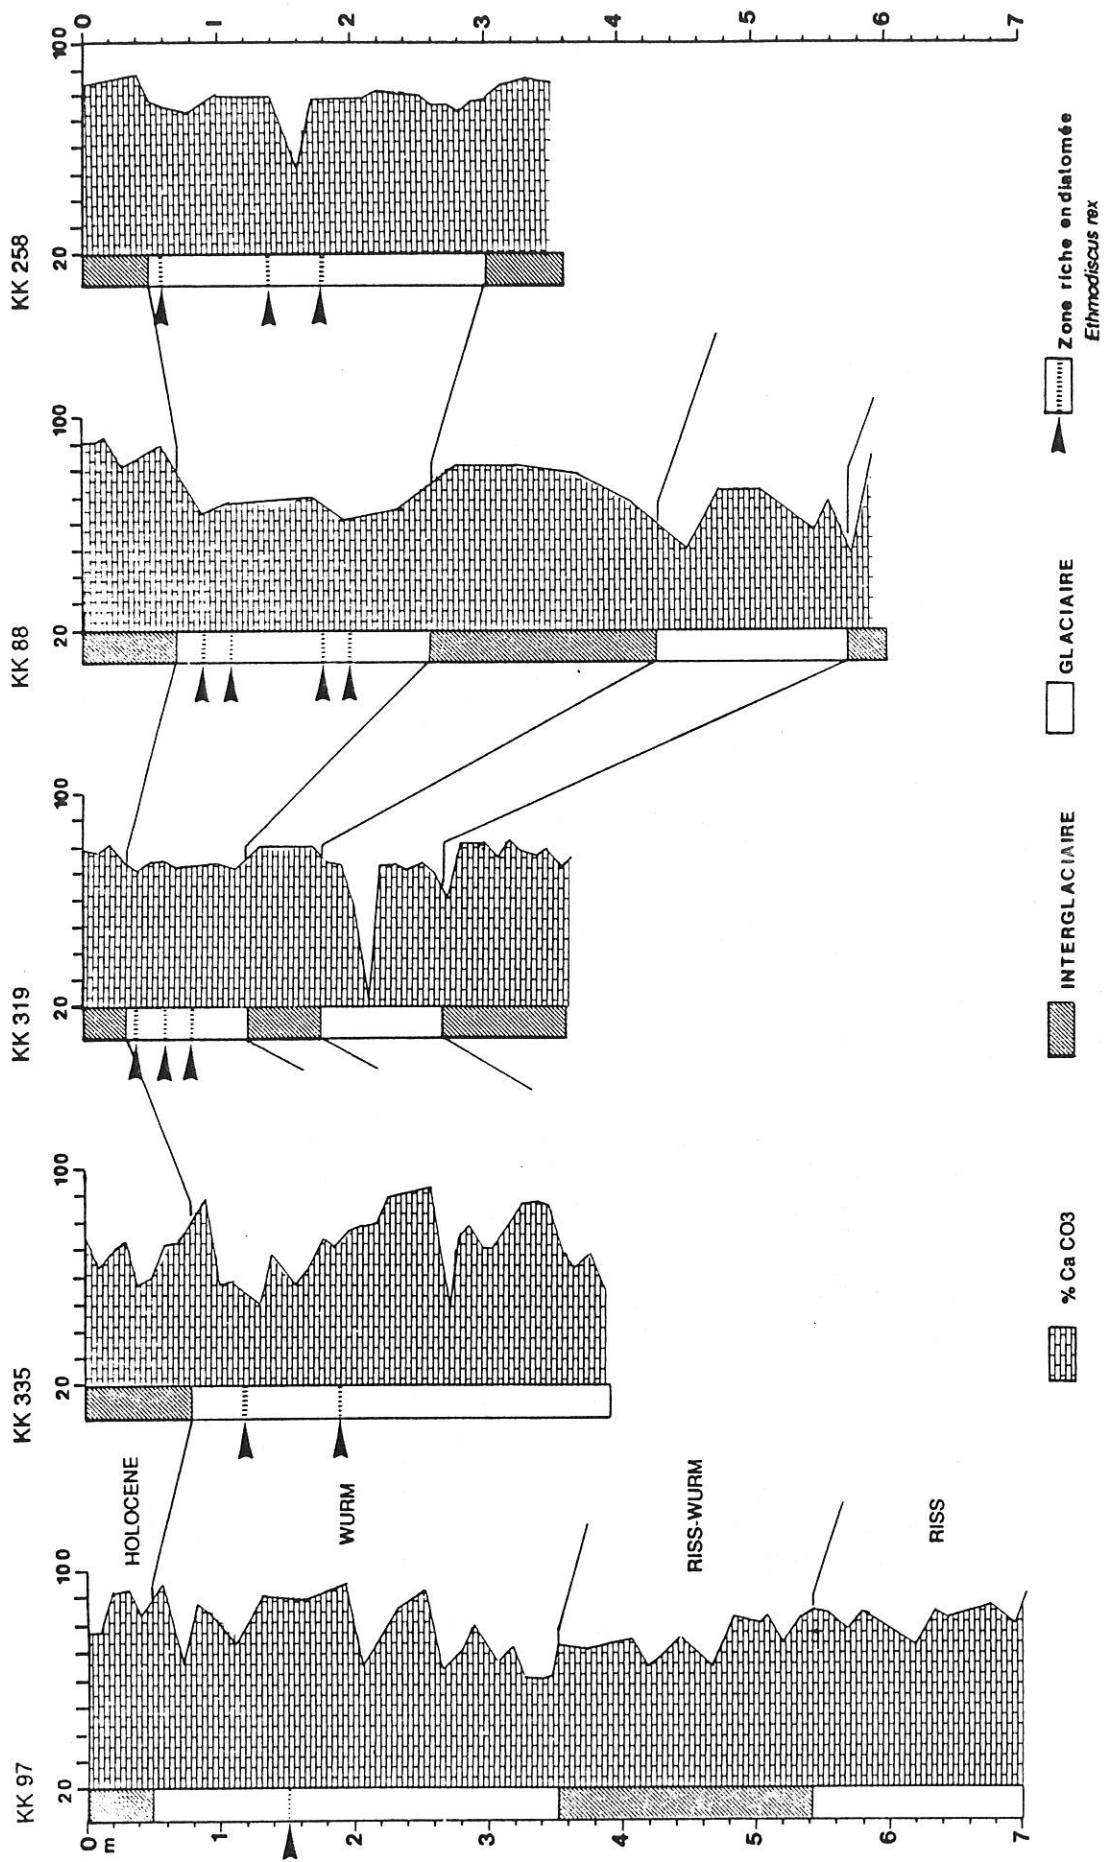 KK 97
KK 335
KK 319
KK 88
KK 258
20
100
20
100
20
100
20
100
20
100
0
m
1
2
3
4
5
6
7
0
1
2
3
4
5
6
7
HOLOCENE
WURM
RISS-WURM
RISS
% Ca CO3
INTERGLACIAIRE
GLACIAIRE
Zone riche en diatomée
Ethmodiscus rex